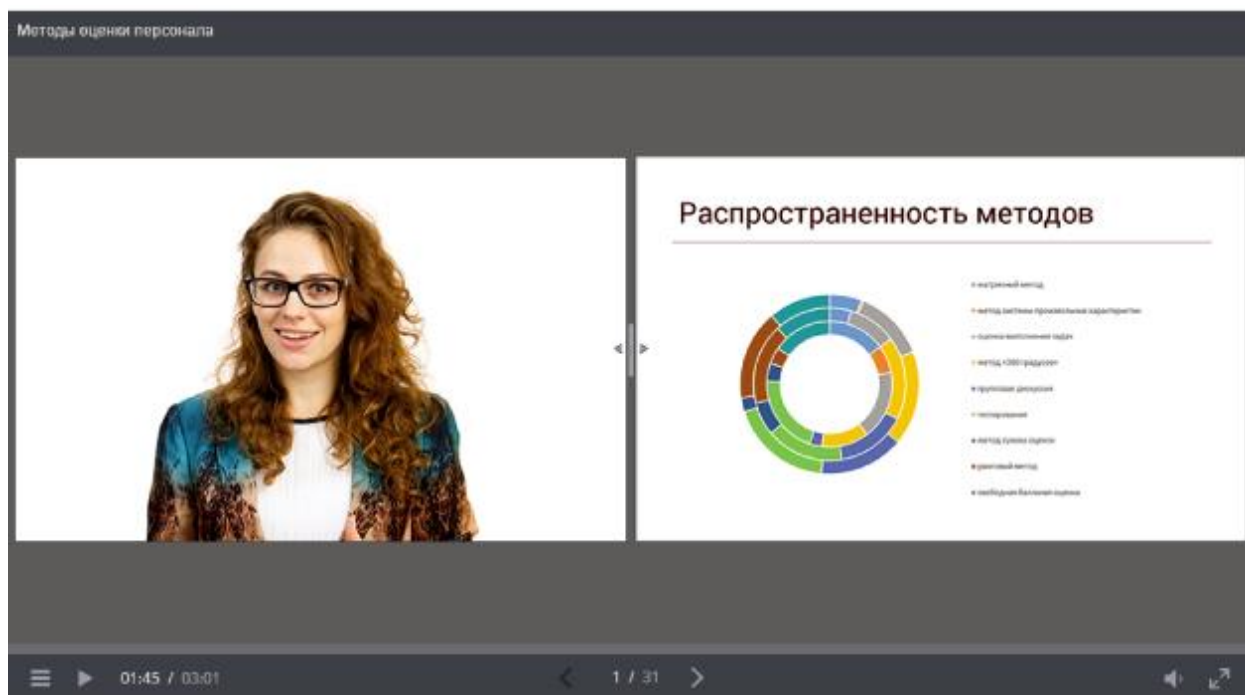 Методы оценки персонала
Распространенность методов
матричный метод
метод системы произвольных характеристик
оценка выполнения задач
метод «360 градусов»
групповая дискуссия
тестирование
метод суммы оценок
ранговый метод
свободная балльная оценка
01:45 / 03:01
1 / 31